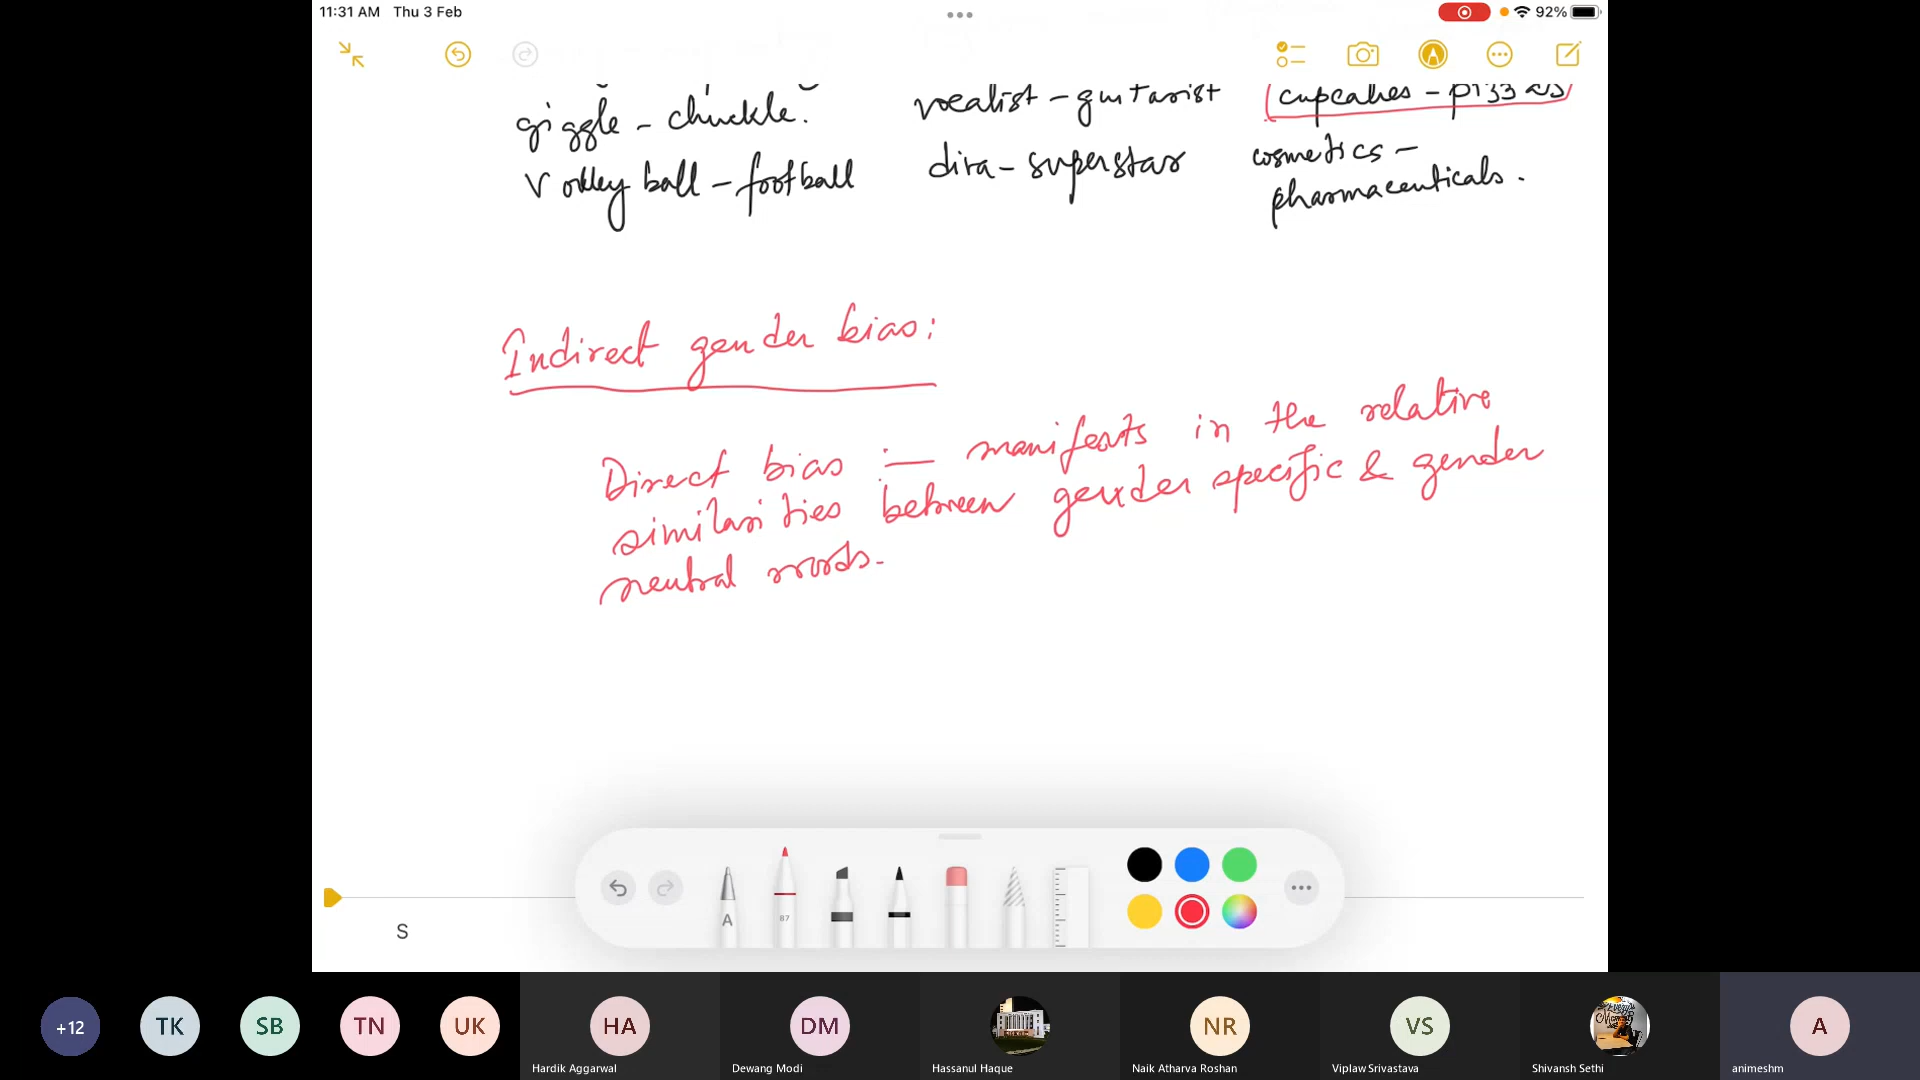 11:31 AM Thu 3 Feb
92%
giggle - chuckle.
vocalist - guitarist
cupcakes - pizzas
volley ball - football
diva - superstar
cosmetics -
pharmaceuticals.
Indirect gender bias:
Direct bias :- manifests in the relative
similarities between gender specific & gender
neutral words.
A
87
S
+12
TK
SB
TN
UK
HA
DM
NR
VS
A
Hardik Aggarwal
Dewang Modi
Hassanul Haque
Naik Atharva Roshan
Viplaw Srivastava
Shivansh Sethi
animeshm